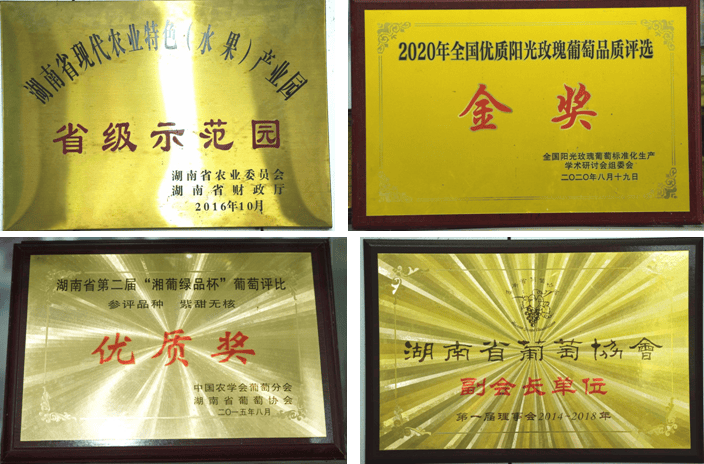 湖南省现代农业特色（水果）产业园
省级示范园
湖南省农业委员会
湖南省财政厅
2016年10月
2020年全国优质阳光玫瑰葡萄品质评选
金奖
全国阳光玫瑰葡萄标准化生产
学术研讨会组委会
二〇二〇年八月十九日
湖南省第二届“湘葡绿品杯”葡萄评比
参评品种 紫甜无核
优质奖
中国农学会葡萄分会
湖南省葡萄协会
二〇一五年八月
湖南省葡萄協會
副会长单位
第一届理事会2014-2018年